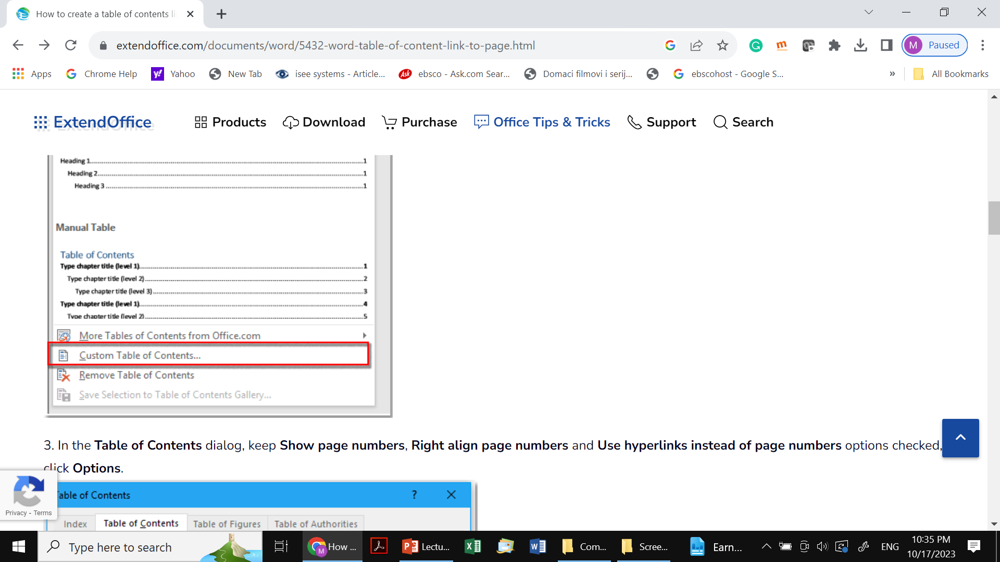 How to create a table of contents li
extendoffice.com/documents/word/5432-word-table-of-content-link-to-page.html
M Paused
Apps Chrome Help Yahoo New Tab isee systems - Article... Ask ebsco - Ask.com Sear... Domaci filmovi i serij... ebscohost - Google S... » All Bookmarks
ExtendOffice Products Download Purchase Office Tips & Tricks Support Search
Heading 1.....1
Heading 2.....1
Heading 3.....1
Manual Table
Table of Contents
Type chapter title (level 1).....1
Type chapter title (level 2).....2
Type chapter title (level 3).....3
Type chapter title (level 1).....4
Type chapter title (level 2).....5
More Tables of Contents from Office.com
Custom Table of Contents...
Remove Table of Contents
Save Selection to Table of Contents Gallery...
3. In the Table of Contents dialog, keep Show page numbers, Right align page numbers and Use hyperlinks instead of page numbers options checked,
click Options.
Table of Contents ?
Privacy - Terms
Index Table of Contents Table of Figures Table of Authorities
Type here to search How ... Lectu... Com... Scree... Earn... ENG 10:35 PM
10/17/2023